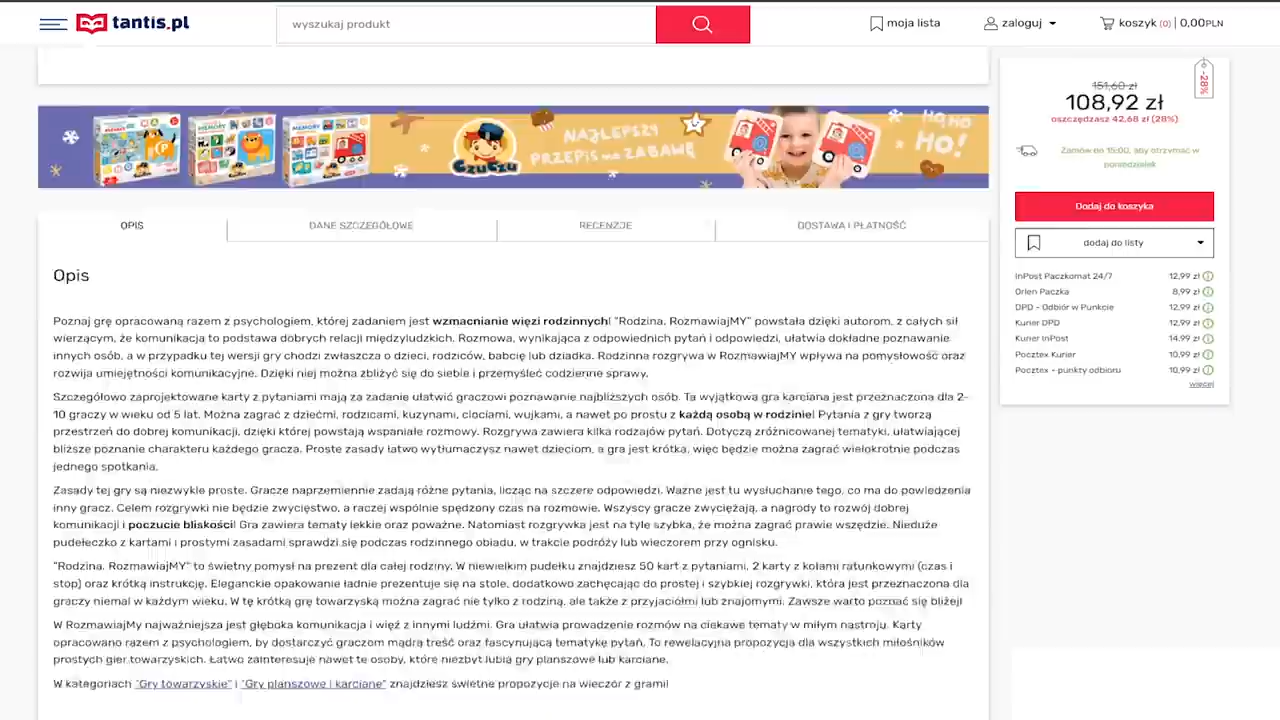 tantis.pl
wyszukaj produkt
moja lista
zaloguj
koszyk (0) | 0,00PLN
NAJLEPSZY
PRZEPIS NA ZABAWĘ
CzuCzu
HO!
151,60 zł
-28%
108,92 zł
oszczędzasz 42,68 zł (28%)
Zamów do 15:00, aby otrzymać w
poniedziałek
Dodaj do koszyka
dodaj do listy
InPost Paczkomat 24/7 12,99 zł
Orlen Paczka 8,99 zł
DPD - Odbiór w Punkcie 12,99 zł
Kurier DPD 12,99 zł
Kurier InPost 14,99 zł
Pocztex Kurier 10,99 zł
Pocztex - punkty odbioru 10,99 zł
więcej
OPIS
DANE SZCZEGÓŁOWE
RECENZJE
DOSTAWA I PŁATNOŚĆ
Opis
Poznaj grę opracowaną razem z psychologiem, której zadaniem jest wzmacnianie więzi rodzinnych! "Rodzina. RozmawiajMY" powstała dzięki autorom, z całych sił
wierzącym, że komunikacja to podstawa dobrych relacji międzyludzkich. Rozmowa, wynikająca z odpowiednich pytań i odpowiedzi, ułatwia dokładne poznawanie
innych osób, a w przypadku tej wersji gry chodzi zwłaszcza o dzieci, rodziców, babcię lub dziadka. Rodzinna rozgrywa w RozmawiajMY wpływa na pomysłowość oraz
rozwija umiejętności komunikacyjne. Dzięki niej można zbliżyć się do siebie i przemyśleć codzienne sprawy.
Szczegółowo zaprojektowane karty z pytaniami mają za zadanie ułatwić graczowi poznawanie najbliższych osób. Ta wyjątkowa gra karciana jest przeznaczona dla 2-
10 graczy w wieku od 5 lat. Można zagrać z dziećmi, rodzicami, kuzynami, ciociami, wujkami, a nawet po prostu z każdą osobą w rodzinie! Pytania z gry tworzą
przestrzeń do dobrej komunikacji, dzięki której powstają wspaniałe rozmowy. Rozgrywa zawiera kilka rodzajów pytań. Dotyczą zróżnicowanej tematyki, ułatwiającej
bliższe poznanie charakteru każdego gracza. Proste zasady łatwo wytłumaczysz nawet dzieciom, a gra jest krótka, więc będzie można zagrać wielokrotnie podczas
jednego spotkania.
Zasady tej gry są niezwykle proste. Gracze naprzemiennie zadają różne pytania, licząc na szczere odpowiedzi. Ważne jest tu wysłuchanie tego, co ma do powiedzenia
inny gracz. Celem rozgrywki nie będzie zwycięstwo, a raczej wspólnie spędzony czas na rozmowie. Wszyscy gracze zwyciężają, a nagrody to rozwój dobrej
komunikacji i poczucie bliskości! Gra zawiera tematy lekkie oraz poważne. Natomiast rozgrywka jest na tyle szybka, że można zagrać prawie wszędzie. Nieduże
pudełeczko z kartami i prostymi zasadami sprawdzi się podczas rodzinnego obiadu, w trakcie podróży lub wieczorem przy ognisku.
"Rodzina. RozmawiajMY" to świetny pomysł na prezent dla całej rodziny. W niewielkim pudełku znajdziesz 50 kart z pytaniami, 2 karty z kołami ratunkowymi (czas i
stop) oraz krótką instrukcję. Eleganckie opakowanie ładnie prezentuje się na stole, dodatkowo zachęcając do prostej i szybkiej rozgrywki, która jest przeznaczona dla
graczy niemal w każdym wieku. W tę krótką grę towarzyską można zagrać nie tylko z rodziną, ale także z przyjaciółmi lub znajomymi. Zawsze warto poznać się bliżej!
W RozmawiajMy najważniejsza jest głęboka komunikacja i więź z innymi ludźmi. Gra ułatwia prowadzenie rozmów na ciekawe tematy w miłym nastroju. Karty
opracowano razem z psychologiem, by dostarczyć graczom mądrą treść oraz fascynującą tematykę pytań. To rewelacyjna propozycja dla wszystkich miłośników
prostych gier towarzyskich. Łatwo zainteresuje nawet te osoby, które niezbyt lubią gry planszowe lub karciane.
W kategoriach "Gry towarzyskie" i "Gry planszowe i karciane" znajdziesz świetne propozycje na wieczór z grami!